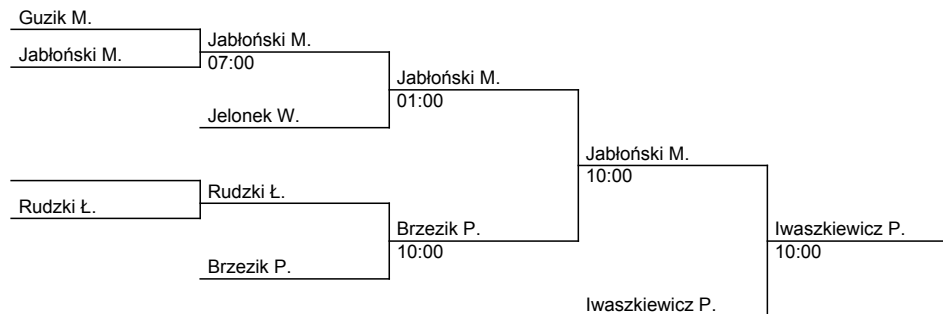 Guzik M.
Jabłoński M.
Jabłoński M.
07:00
Jabłoński M.
01:00
Jelonek W.
Jabłoński M.
10:00
Rudzki Ł.
Rudzki Ł.
Brzezik P.
10:00
Iwaszkiewicz P.
10:00
Brzezik P.
Iwaszkiewicz P.